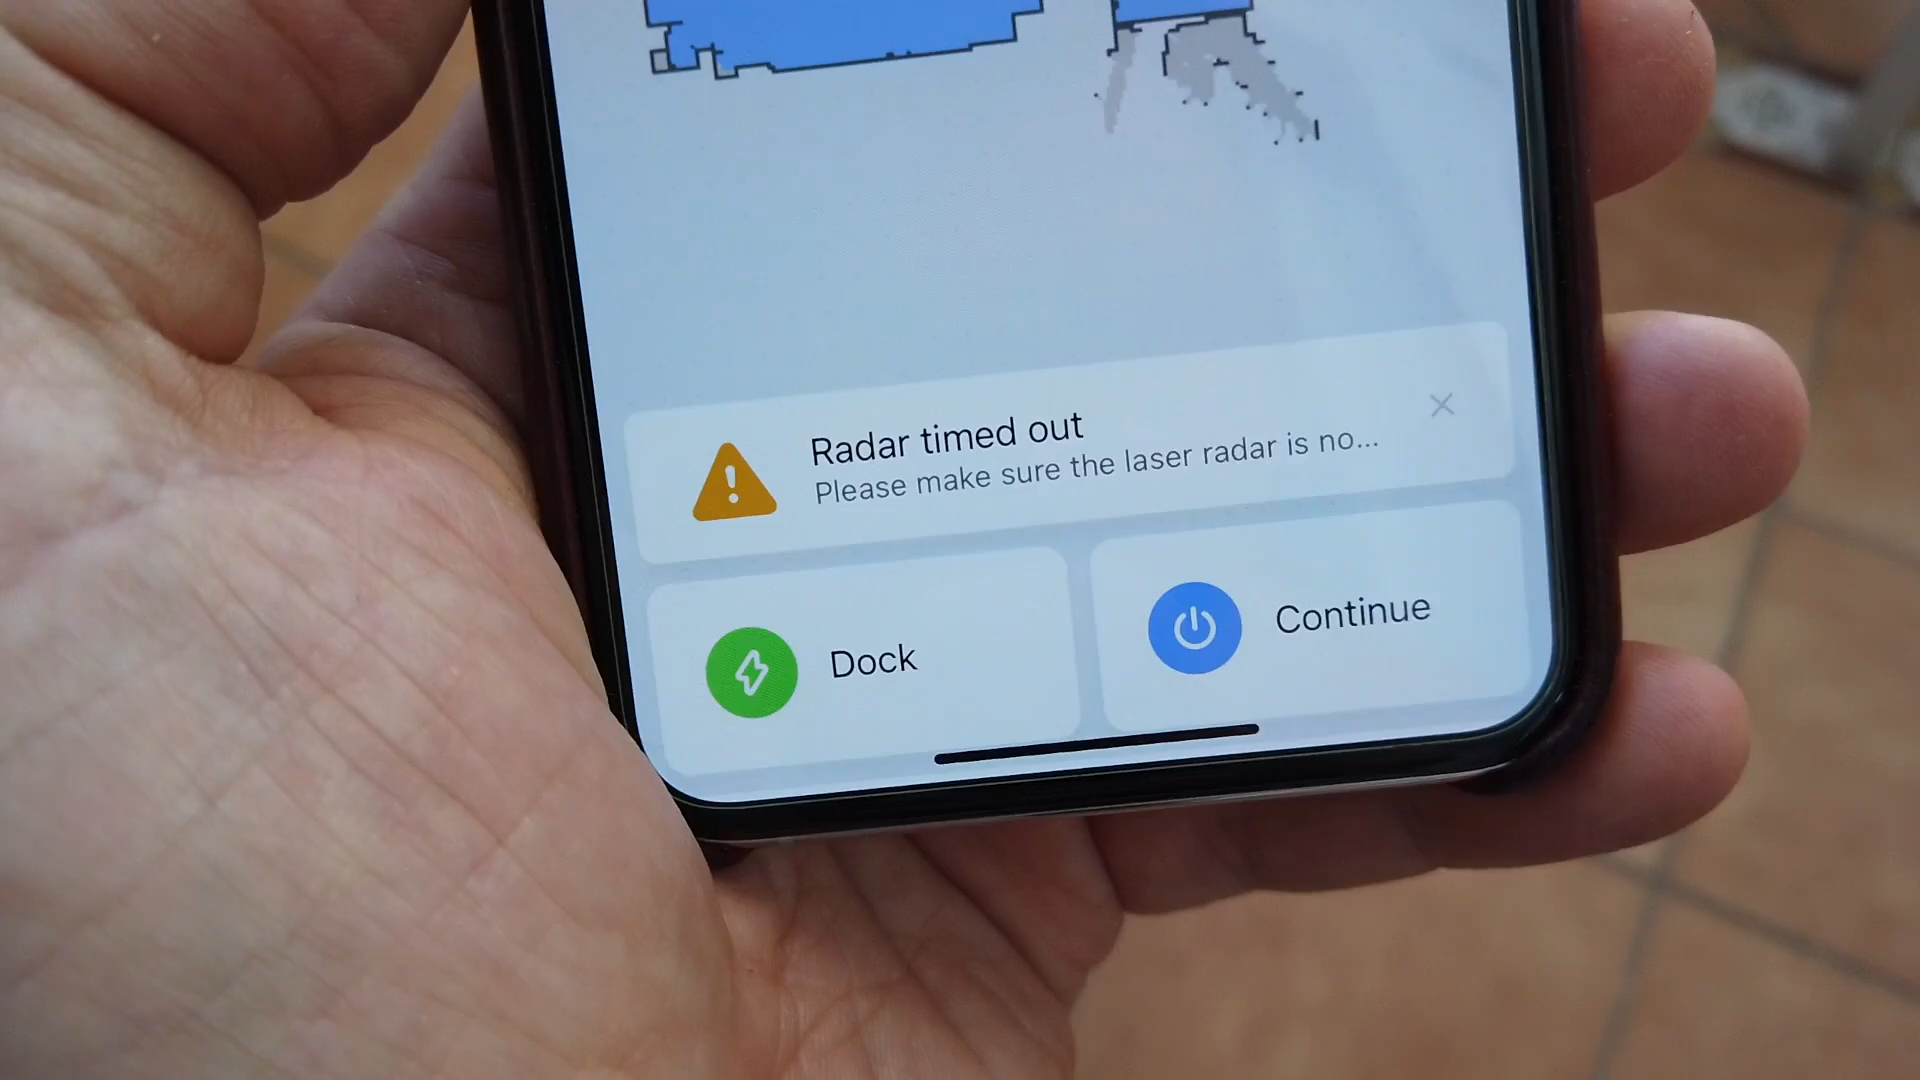 Radar timed out
Please make sure the laser radar is no...
Dock
Continue